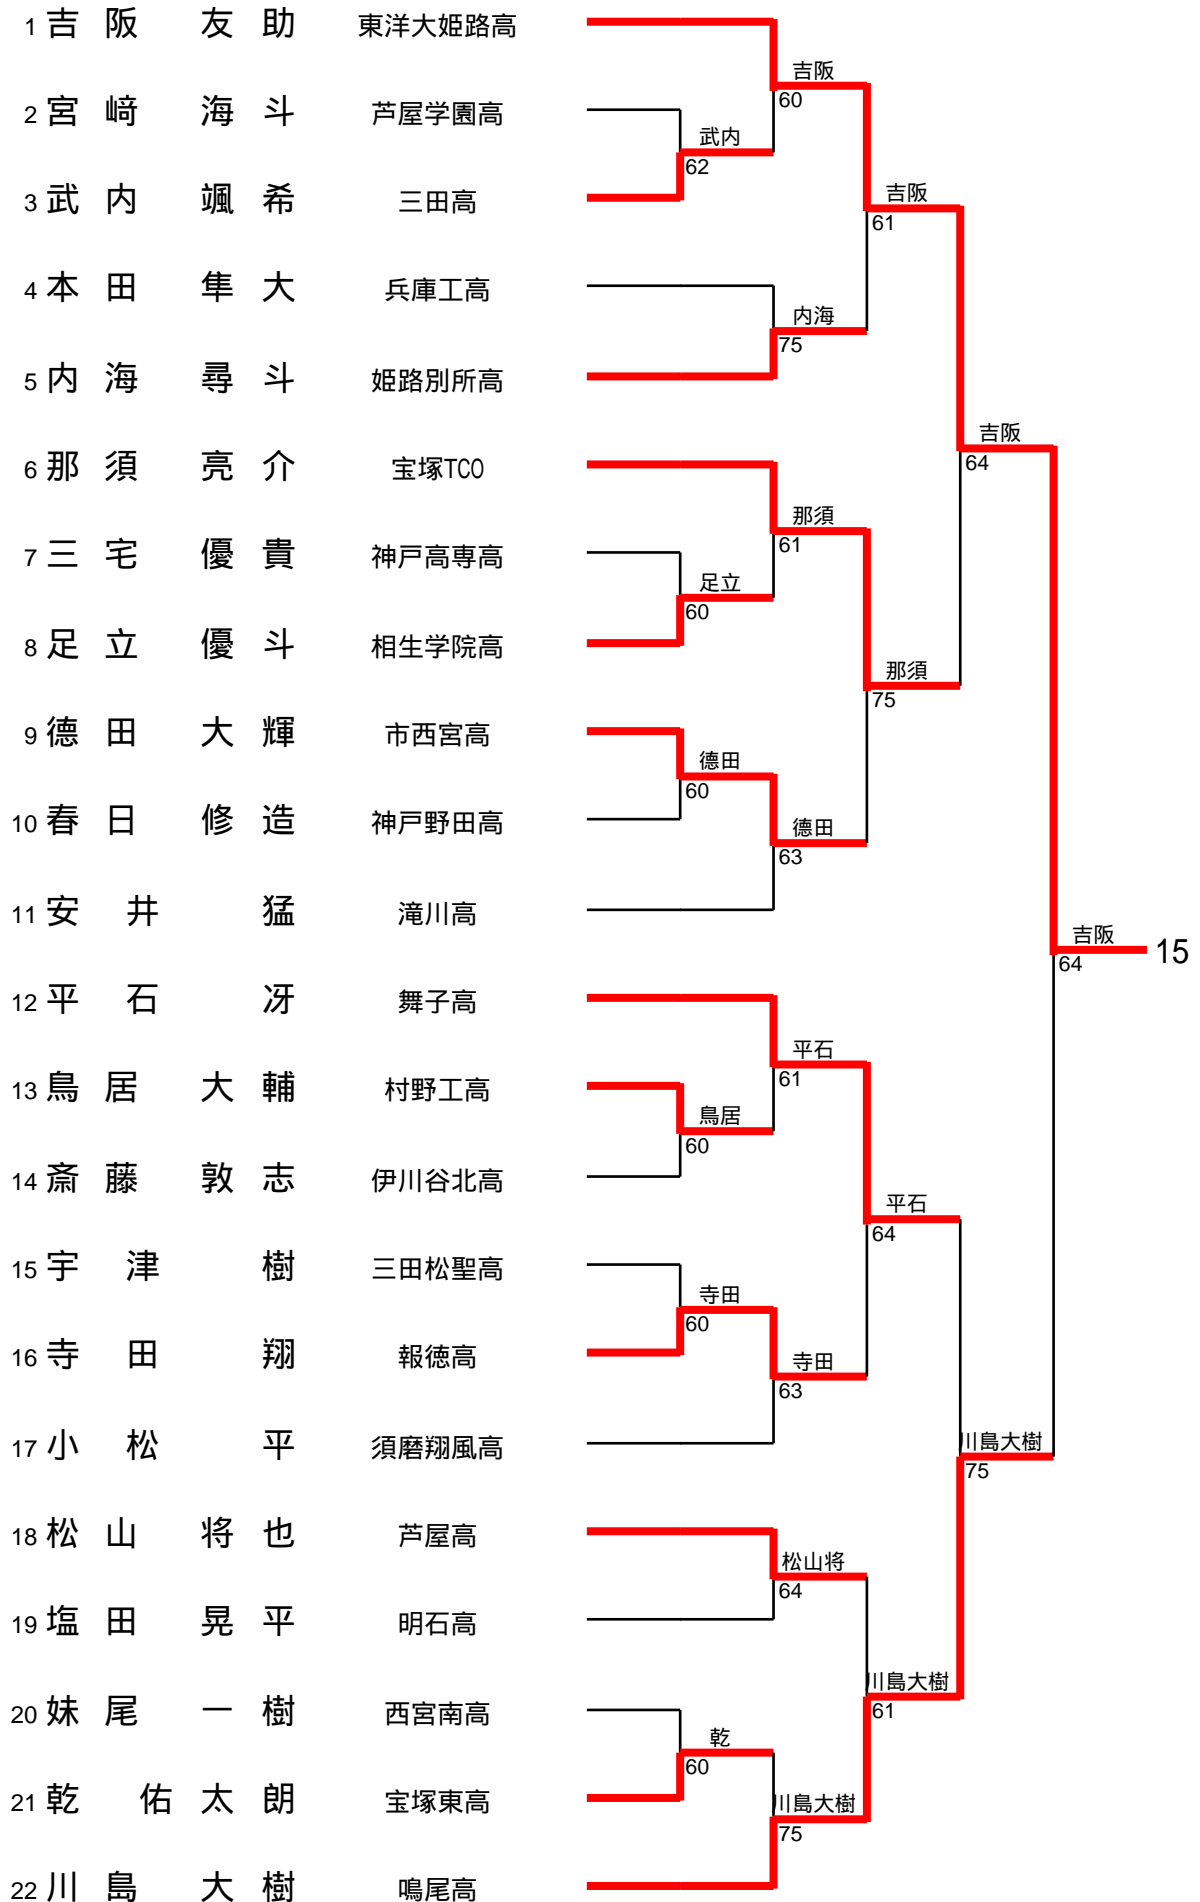 1 吉阪 友助 東洋大姫路高
吉阪
60
2 宮﨑 海斗 芦屋学園高
武内
62
3 武内 颯希 三田高
吉阪
61
4 本田 隼大 兵庫工高
内海
75
5 内海 尋斗 姫路別所高
吉阪
64
6 那須 亮介 宝塚TCO
那須
61
7 三宅 優貴 神戸高専高
足立
60
8 足立 優斗 相生学院高
那須
75
9 德田 大輝 市西宮高
德田
60
10 春日 修造 神戸野田高
德田
63
11 安井 猛 滝川高
吉阪
64
15
12 平石 冴 舞子高
平石
61
13 鳥居 大輔 村野工高
鳥居
60
14 斎藤 敦志 伊川谷北高
平石
64
15 宇津 樹 三田松聖高
寺田
60
16 寺田 翔 報徳高
寺田
63
17 小松 平 須磨翔風高
川島大樹
75
18 松山 将也 芦屋高
松山将
64
19 塩田 晃平 明石高
川島大樹
61
20 妹尾 一樹 西宮南高
乾
60
21 乾 佑太朗 宝塚東高
川島大樹
75
22 川島 大樹 鳴尾高